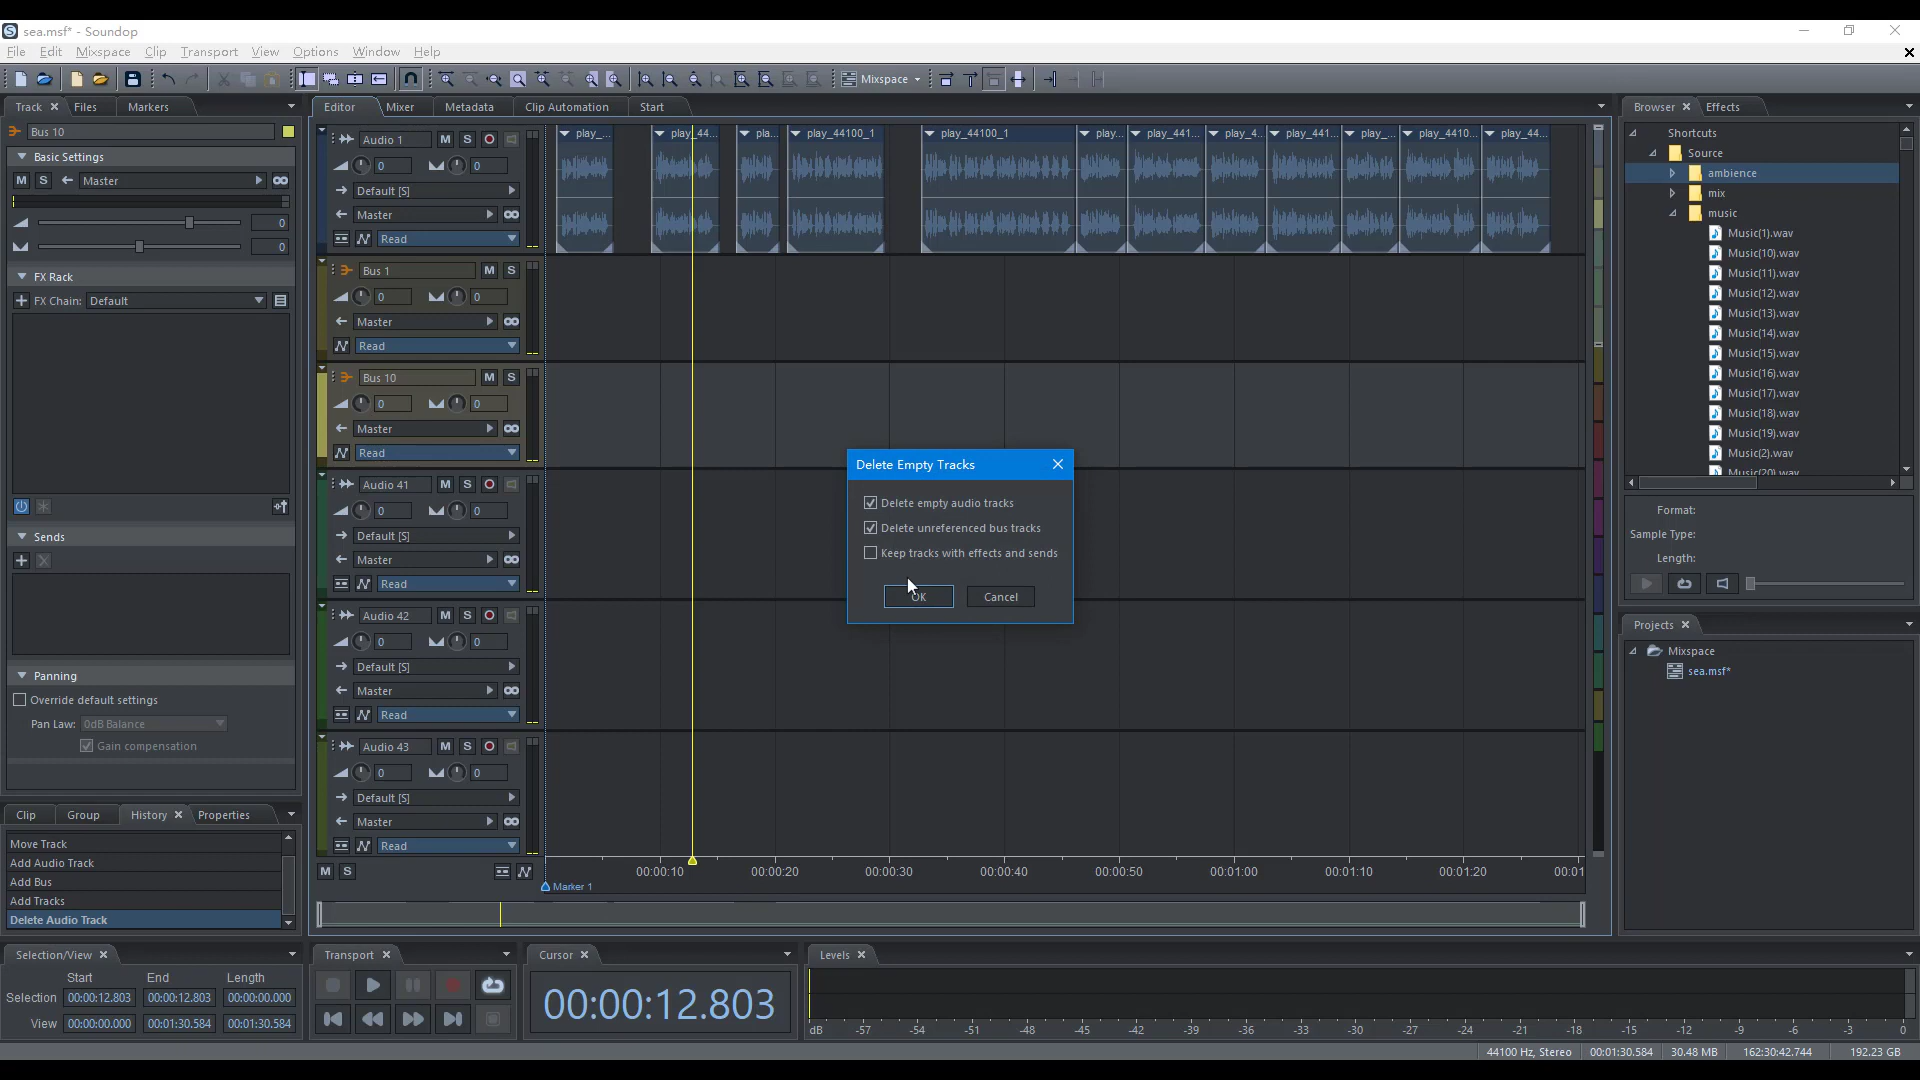 sea.msf* - Soundop
File Edit Mixspace Clip Transport View Options Window Help
Mixspace
Track Files Markers
Bus 10
Basic Settings
M S Master
0
0
FX Rack
FX Chain: Default
Sends
Panning
Override default settings
Pan Law: 0dB Balance
Gain compensation
Clip Group History Properties
Move Track
Add Audio Track
Add Bus
Add Tracks
Delete Audio Track
Editor Mixer Metadata Clip Automation Start
Audio 1 M S
0 0
Default [S]
Master
Read
play_... play_44... pla... play_44100_1 play_44100_1 play... play_441... play_4... play_441... play_... play_4410... play_44...
Bus 1 M S
0 0
Master
Read
Bus 10 M S
0 0
Master
Read
Audio 41 M S
0 0
Default [S]
Master
Read
Audio 42 M S
0 0
Default [S]
Master
Read
Audio 43 M S
0 0
Default [S]
Master
Read
M S
00:00:10 00:00:20 00:00:30 00:00:40 00:00:50 00:01:00 00:01:10 00:01:20 00:01
Marker 1
Delete Empty Tracks
Delete empty audio tracks
Delete unreferenced bus tracks
Keep tracks with effects and sends
OK Cancel
Browser Effects
Shortcuts
Source
ambience
mix
music
Music(1).wav
Music(10).wav
Music(11).wav
Music(12).wav
Music(13).wav
Music(14).wav
Music(15).wav
Music(16).wav
Music(17).wav
Music(18).wav
Music(19).wav
Music(2).wav
Music(20).wav
Format:
Sample Type:
Length:
Projects
Mixspace
sea.msf*
Selection/View
Start End Length
Selection 00:00:12.803 00:00:12.803 00:00:00.000
View 00:00:00.000 00:01:30.584 00:01:30.584
Transport
Cursor
00:00:12.803
Levels
dB -57 -54 -51 -48 -45 -42 -39 -36 -33 -30 -27 -24 -21 -18 -15 -12 -9 -6 -3 0
44100 Hz, Stereo 00:01:30.584 30.48 MB 162:30:42.744 192.23 GB